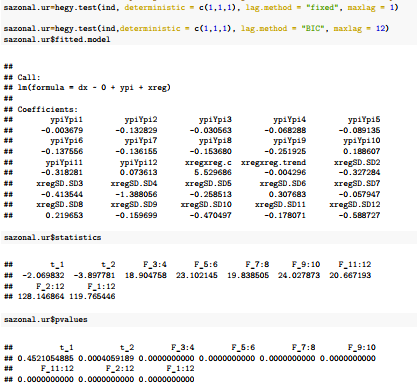 sazonal.ur=hegy.test(ind, deterministic = c(1,1,1), lag.method = "fixed", maxlag = 1)
sazonal.ur=hegy.test(ind,deterministic = c(1,1,1), lag.method = "BIC", maxlag = 12)
sazonal.ur$fitted.model
##
## Call:
## lm(formula = dx ~ 0 + ypi + xreg)
##
## Coefficients:
## ypiYpi1 ypiYpi2 ypiYpi3 ypiYpi4 ypiYpi5
## -0.003679 -0.132829 -0.030563 -0.068288 -0.089135
## ypiYpi6 ypiYpi7 ypiYpi8 ypiYpi9 ypiYpi10
## -0.137556 -0.136155 -0.153680 -0.251925 0.188607
## ypiYpi11 ypiYpi12 xregxreg.c xregxreg.trend xregSD.SD2
## -0.318281 0.073613 5.529686 -0.004296 -0.327284
## xregSD.SD3 xregSD.SD4 xregSD.SD5 xregSD.SD6 xregSD.SD7
## -0.413544 -1.388056 -0.258513 0.307683 -0.057947
## xregSD.SD8 xregSD.SD9 xregSD.SD10 xregSD.SD11 xregSD.SD12
## 0.219653 -0.159699 -0.470497 -0.178071 -0.588727
sazonal.ur$statistics
## t_1 t_2 F_3:4 F_5:6 F_7:8 F_9:10 F_11:12
## -2.069832 -3.897781 18.904758 23.102145 19.838505 24.027873 20.667193
## F_2:12 F_1:12
## 128.146864 119.765446
sazonal.ur$pvalues
## t_1 t_2 F_3:4 F_5:6 F_7:8 F_9:10
## 0.4521054885 0.0004059189 0.0000000000 0.0000000000 0.0000000000 0.0000000000
## F_11:12 F_2:12 F_1:12
## 0.0000000000 0.0000000000 0.0000000000